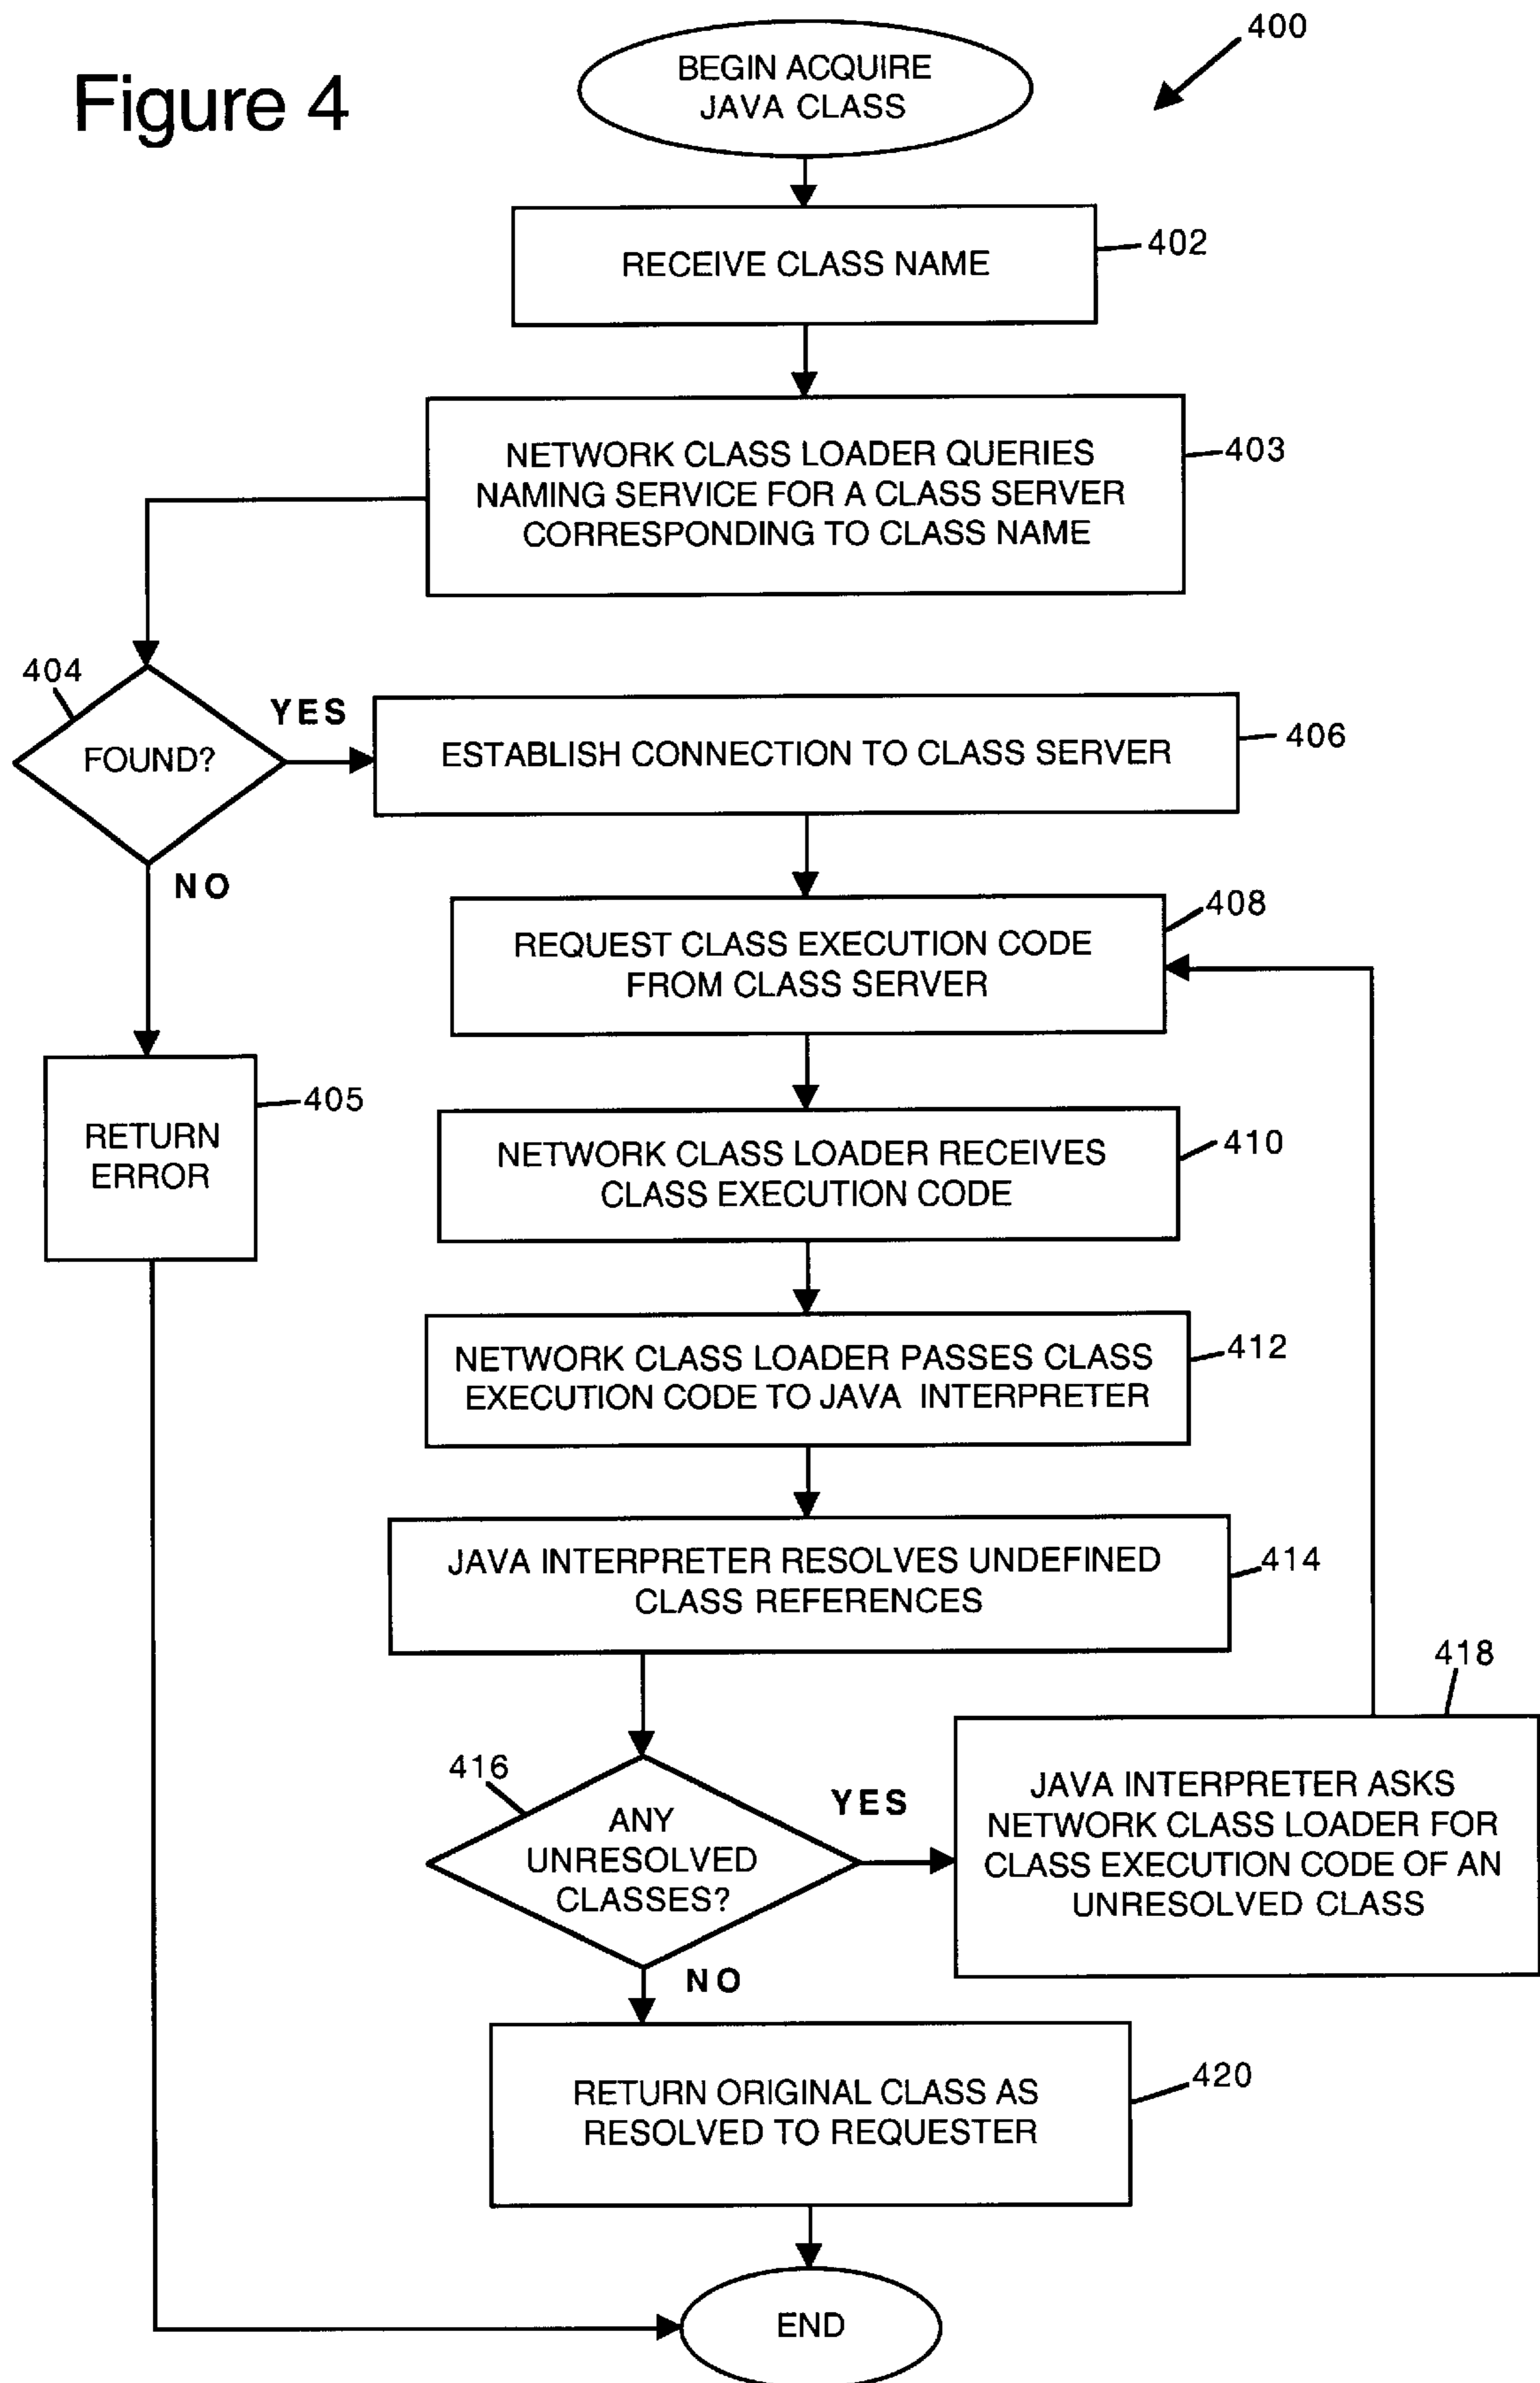 Figure 4
400
BEGIN ACQUIRE
JAVA CLASS
RECEIVE CLASS NAME
402
NETWORK CLASS LOADER QUERIES
NAMING SERVICE FOR A CLASS SERVER
CORRESPONDING TO CLASS NAME
403
404
FOUND?
YES
NO
ESTABLISH CONNECTION TO CLASS SERVER
406
REQUEST CLASS EXECUTION CODE
FROM CLASS SERVER
408
RETURN
ERROR
405
NETWORK CLASS LOADER RECEIVES
CLASS EXECUTION CODE
410
NETWORK CLASS LOADER PASSES CLASS
EXECUTION CODE TO JAVA INTERPRETER
412
JAVA INTERPRETER RESOLVES UNDEFINED
CLASS REFERENCES
414
416
ANY
UNRESOLVED
CLASSES?
YES
NO
418
JAVA INTERPRETER ASKS
NETWORK CLASS LOADER FOR
CLASS EXECUTION CODE OF AN
UNRESOLVED CLASS
RETURN ORIGINAL CLASS AS
RESOLVED TO REQUESTER
420
END